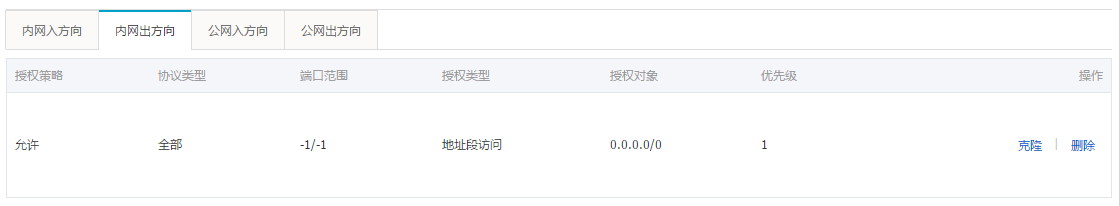 内网入方向 内网出方向 公网入方向 公网出方向
授权策略 协议类型 端口范围 授权类型 授权对象 优先级 操作
允许 全部 -1/-1 地址段访问 0.0.0.0/0 1 克隆 | 删除